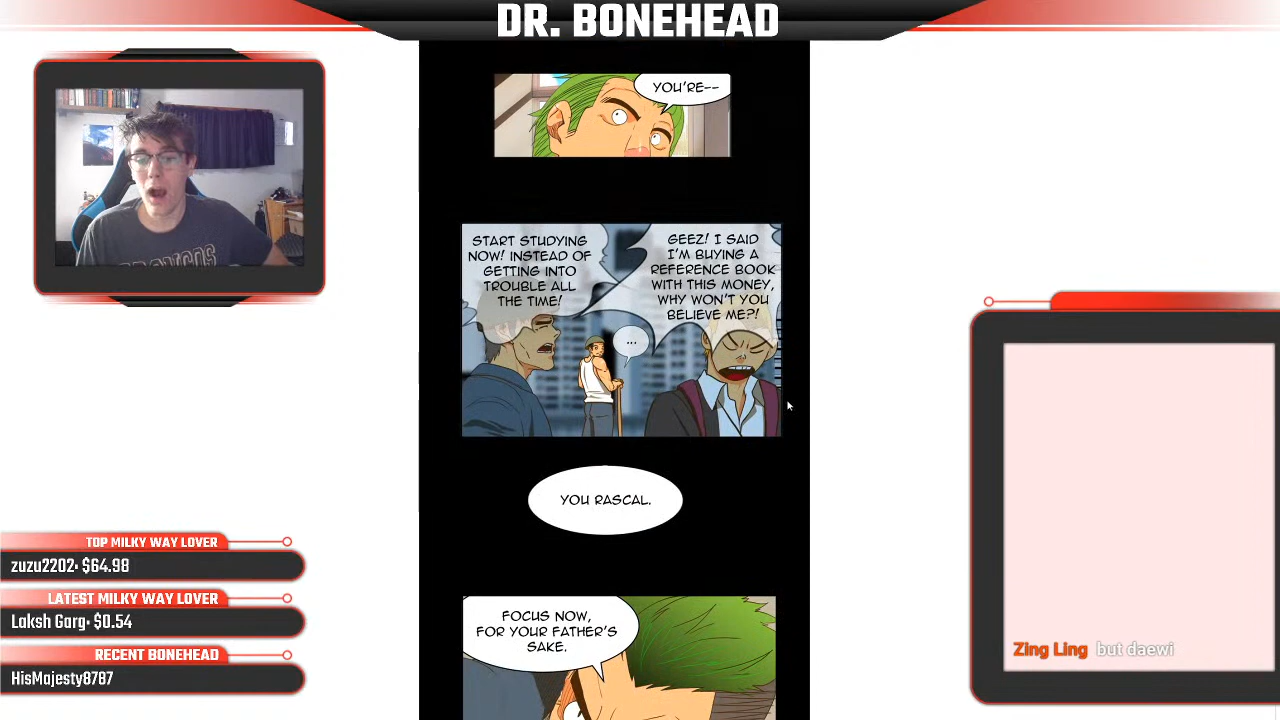 DR. BONEHEAD
YOU'RE--
START STUDYING
NOW! INSTEAD OF
GETTING INTO
TROUBLE ALL
THE TIME!
GEEZ! I SAID
I'M BUYING A
REFERENCE BOOK
WITH THIS MONEY,
WHY WON'T YOU
BELIEVE ME?!
...
YOU RASCAL.
FOCUS NOW,
FOR YOUR FATHER'S
SAKE.
TOP MILKY WAY LOVER
zuzu2202• $64.98
LATEST MILKY WAY LOVER
Laksh Garg• $0.54
RECENT BONEHEAD
HisMajesty8787
Zing Ling but daewi
BRONCOS